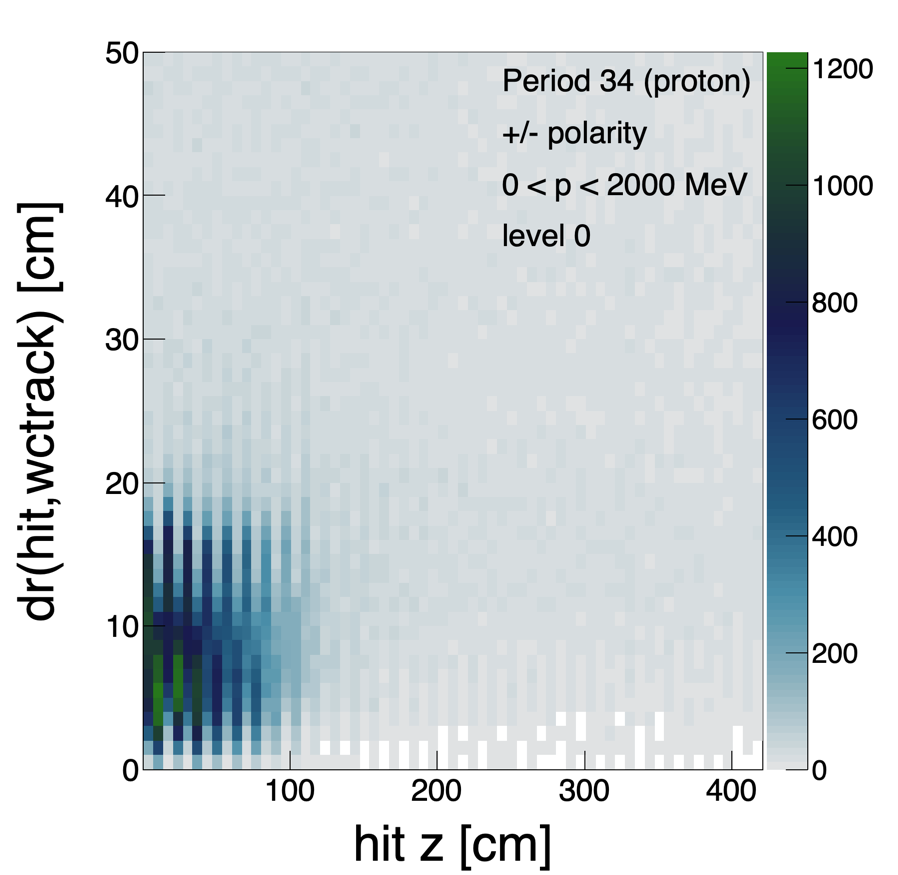 50
40
30
20
10
0
dr(hit,wctrack) [cm]
Period 34 (proton)
+/- polarity
0 < p < 2000 MeV
level 0
1200
1000
800
600
400
200
0
100
200
300
400
hit z [cm]